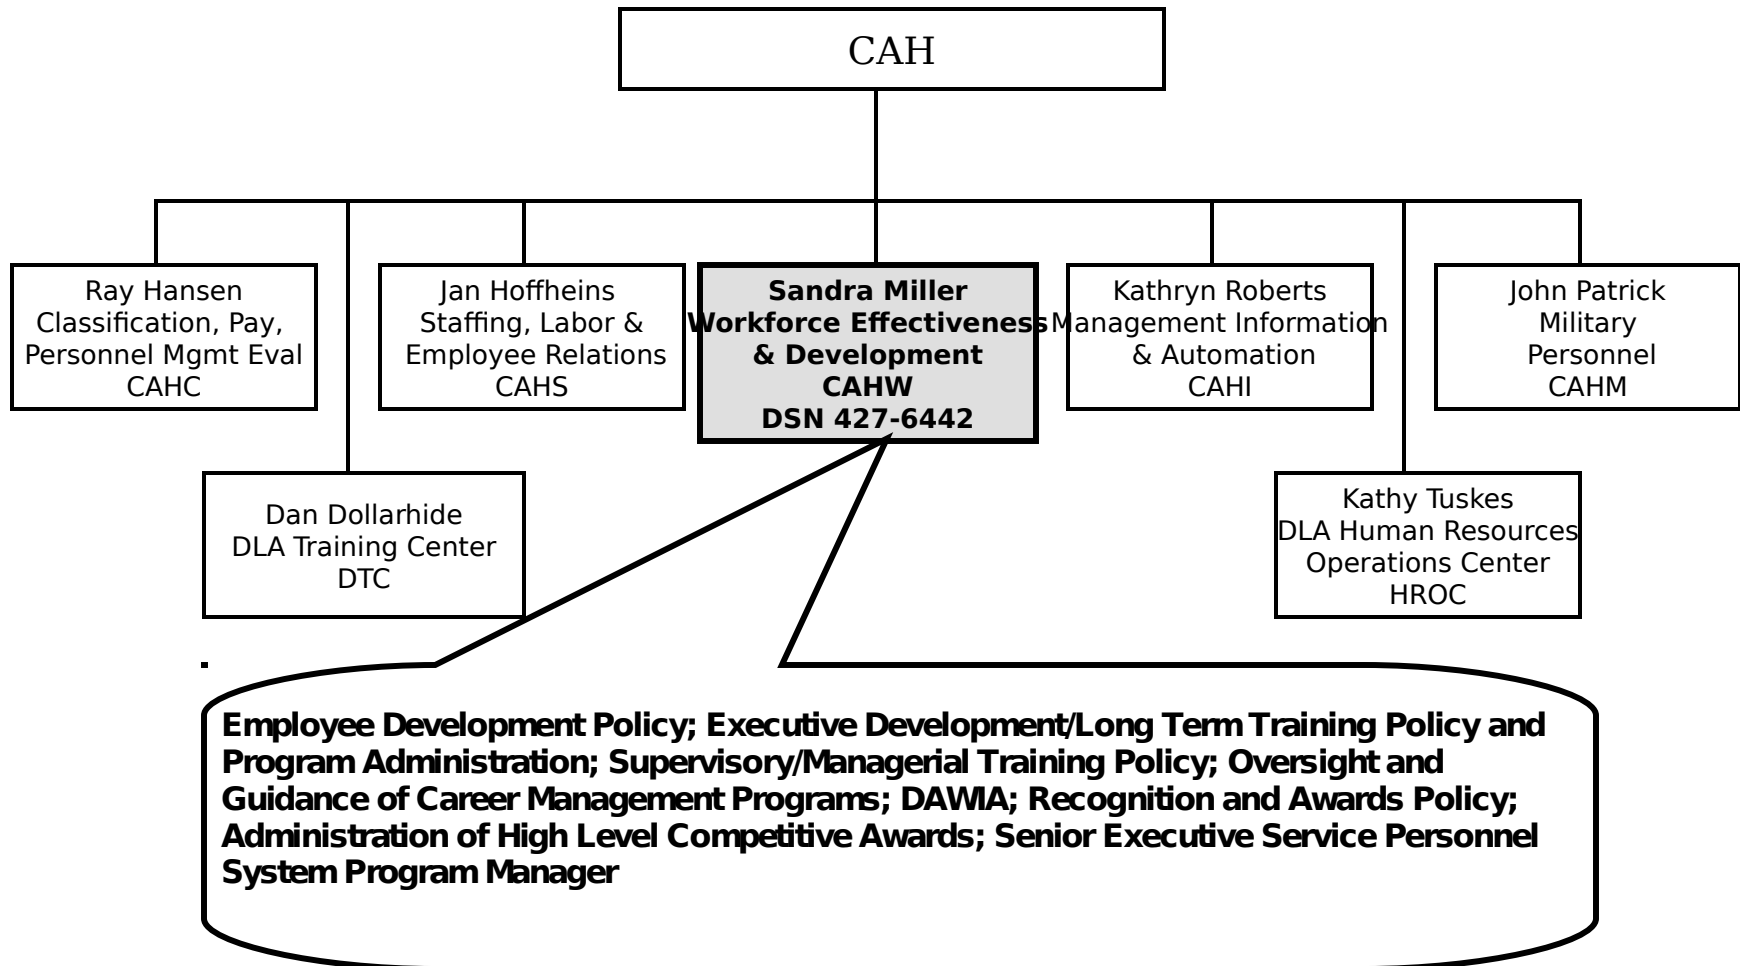 CAH
Ray Hansen
Classification, Pay,
Personnel Mgmt Eval
CAHC
Jan Hoffheins
Staffing, Labor &
Employee Relations
CAHS
Sandra Miller
Workforce Effectiveness
& Development
CAHW
DSN 427-6442
Kathryn Roberts
Management Information
& Automation
CAHI
John Patrick
Military
Personnel
CAHM
Dan Dollarhide
DLA Training Center
DTC
Kathy Tuskes
DLA Human Resources
Operations Center
HROC
Employee Development Policy; Executive Development/Long Term Training Policy and
Program Administration; Supervisory/Managerial Training Policy; Oversight and
Guidance of Career Management Programs; DAWIA; Recognition and Awards Policy;
Administration of High Level Competitive Awards; Senior Executive Service Personnel
System Program Manager